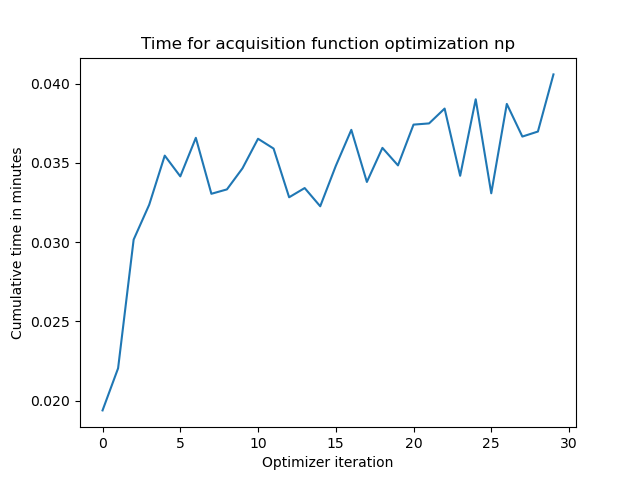 Time for acquisition function optimization np
0.040
0.035
0.030
0.025
0.020
Cumulative time in minutes
0 5 10 15 20 25 30
Optimizer iteration